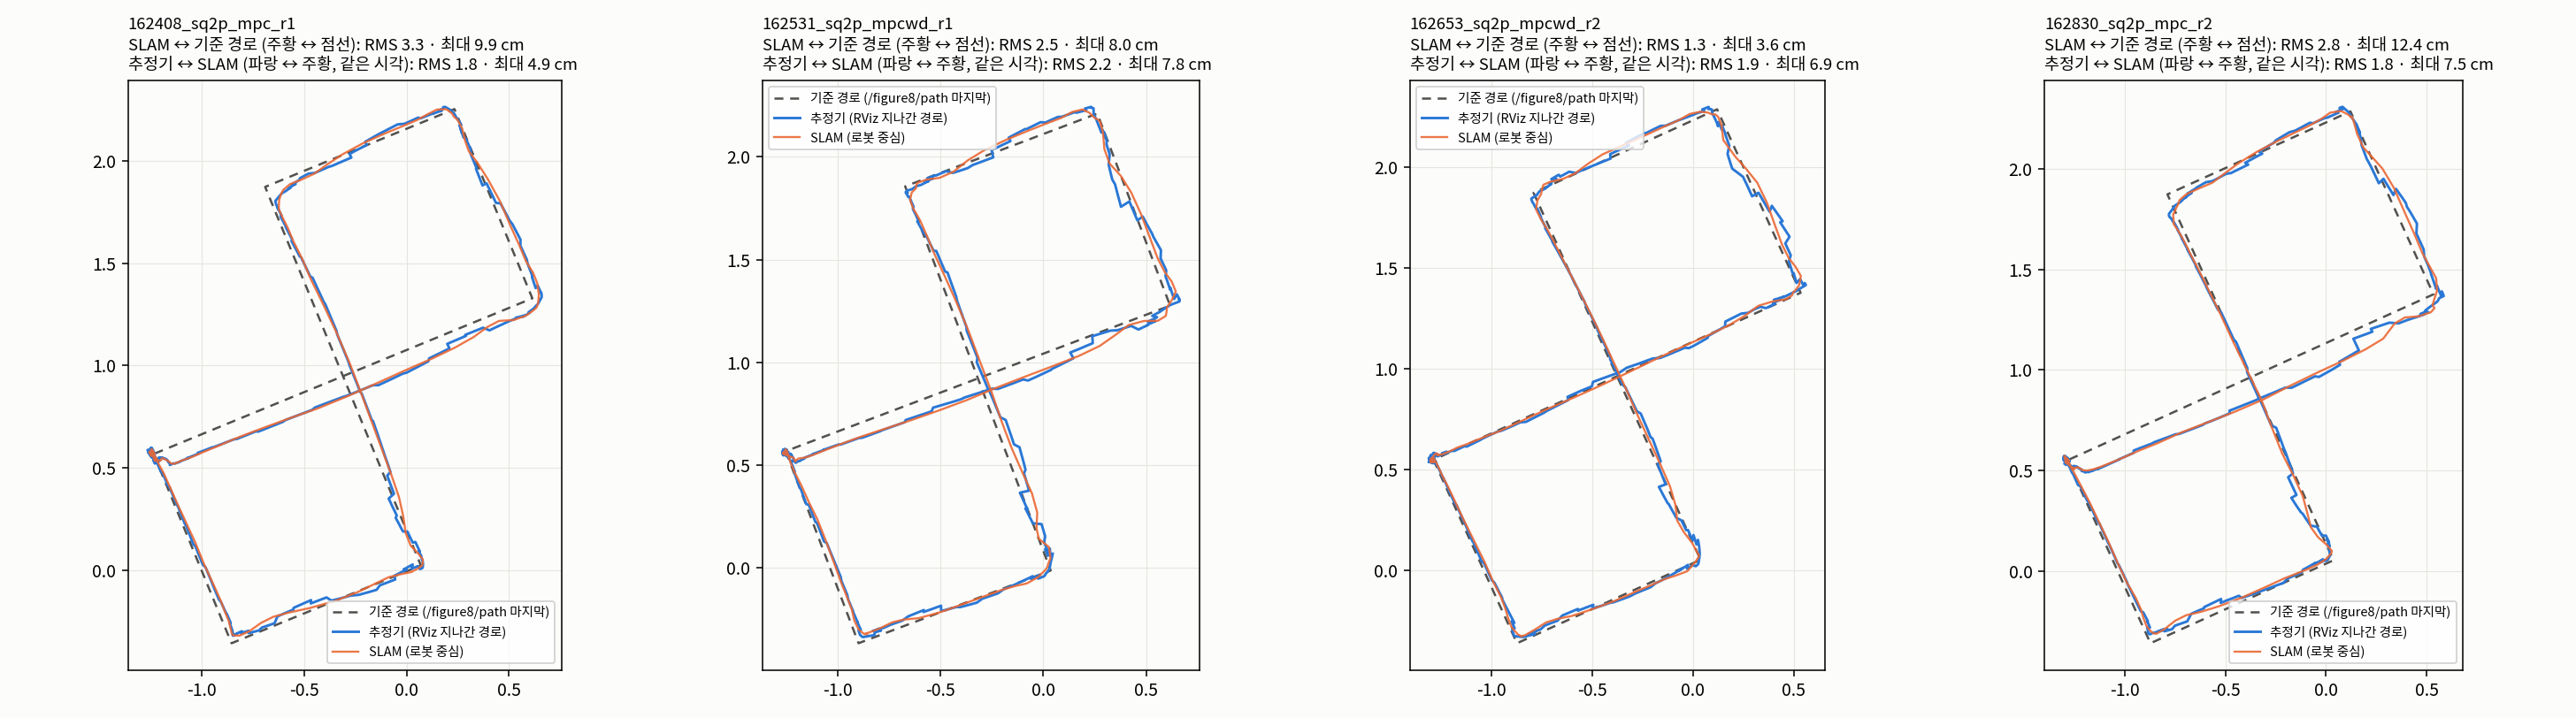 162408_sq2p_mpc_r1
SLAM ↔ 기준 경로 (주황 ↔ 점선): RMS 3.3 · 최대 9.9 cm
추정기 ↔ SLAM (파랑 ↔ 주황, 같은 시각): RMS 1.8 · 최대 4.9 cm
2.0
1.5
1.0
0.5
0.0
기준 경로 (/figure8/path 마지막)
추정기 (RViz 지나간 경로)
SLAM (로봇 중심)
-1.0 -0.5 0.0 0.5
162531_sq2p_mpcwd_r1
SLAM ↔ 기준 경로 (주황 ↔ 점선): RMS 2.5 · 최대 8.0 cm
추정기 ↔ SLAM (파랑 ↔ 주황, 같은 시각): RMS 2.2 · 최대 7.8 cm
기준 경로 (/figure8/path 마지막)
추정기 (RViz 지나간 경로)
SLAM (로봇 중심)
2.0
1.5
1.0
0.5
0.0
-1.0 -0.5 0.0 0.5
162653_sq2p_mpcwd_r2
SLAM ↔ 기준 경로 (주황 ↔ 점선): RMS 1.3 · 최대 3.6 cm
추정기 ↔ SLAM (파랑 ↔ 주황, 같은 시각): RMS 1.9 · 최대 6.9 cm
기준 경로 (/figure8/path 마지막)
추정기 (RViz 지나간 경로)
SLAM (로봇 중심)
2.0
1.5
1.0
0.5
0.0
-1.0 -0.5 0.0 0.5
162830_sq2p_mpc_r2
SLAM ↔ 기준 경로 (주황 ↔ 점선): RMS 2.8 · 최대 12.4 cm
추정기 ↔ SLAM (파랑 ↔ 주황, 같은 시각): RMS 1.8 · 최대 7.5 cm
2.0
1.5
1.0
0.5
0.0
기준 경로 (/figure8/path 마지막)
추정기 (RViz 지나간 경로)
SLAM (로봇 중심)
-1.0 -0.5 0.0 0.5